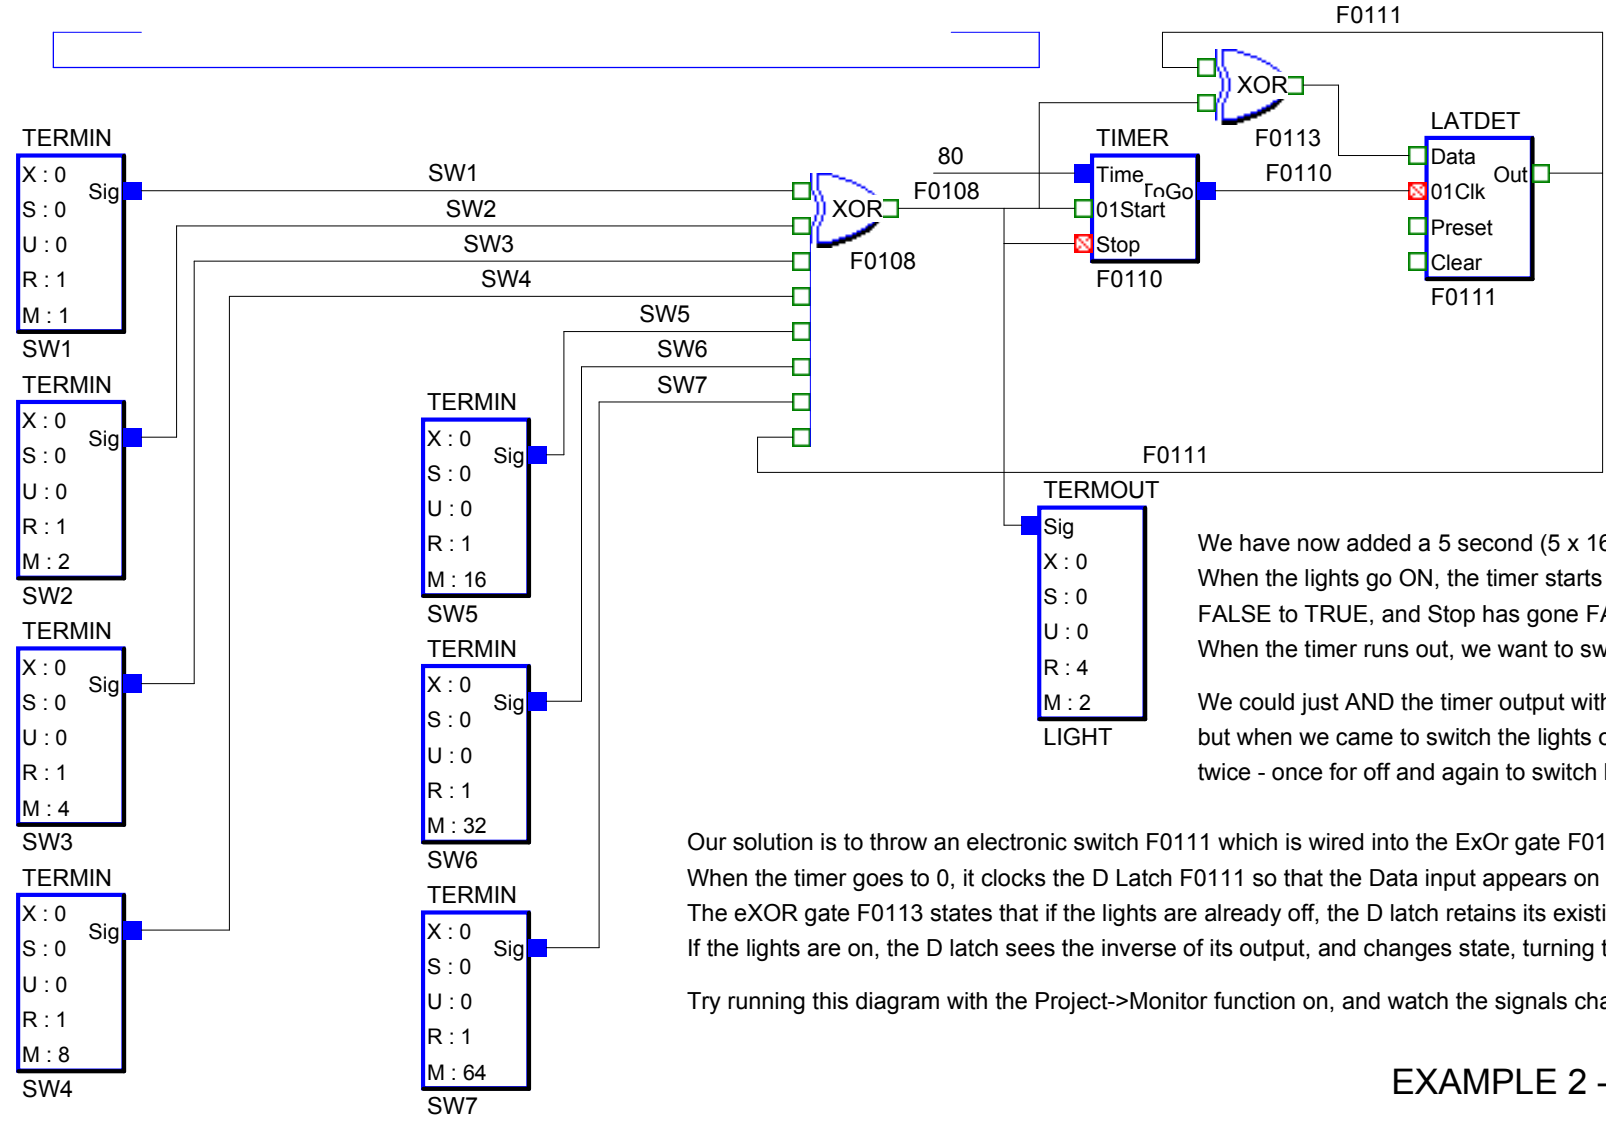 F0111
XOR
F0113
TERMIN
X : 0
Sig
S : 0
U : 0
R : 1
M : 1
SW1
SW1
SW2
SW3
SW4
SW5
SW6
SW7
XOR
F0108
80
F0108
TIMER
Time
ToGo
01Start
Stop
F0110
F0110
LATDET
Data
Out
01Clk
Preset
Clear
F0111
F0111
TERMIN
X : 0
Sig
S : 0
U : 0
R : 1
M : 2
SW2
TERMIN
X : 0
Sig
S : 0
U : 0
R : 1
M : 4
SW3
TERMIN
X : 0
Sig
S : 0
U : 0
R : 1
M : 8
SW4
TERMIN
X : 0
Sig
S : 0
U : 0
R : 1
M : 16
SW5
TERMIN
X : 0
Sig
S : 0
U : 0
R : 1
M : 32
SW6
TERMIN
X : 0
Sig
S : 0
U : 0
R : 1
M : 64
SW7
TERMOUT
Sig
X : 0
S : 0
U : 0
R : 4
M : 2
LIGHT
We have now added a 5 second (5 x 16
When the lights go ON, the timer starts
FALSE to TRUE, and Stop has gone FA
When the timer runs out, we want to sw
We could just AND the timer output with
but when we came to switch the lights o
twice - once for off and again to switch
Our solution is to throw an electronic switch F0111 which is wired into the ExOr gate F01
When the timer goes to 0, it clocks the D Latch F0111 so that the Data input appears on
The eXOR gate F0113 states that if the lights are already off, the D latch retains its existi
If the lights are on, the D latch sees the inverse of its output, and changes state, turning t
Try running this diagram with the Project->Monitor function on, and watch the signals cha
EXAMPLE 2 -